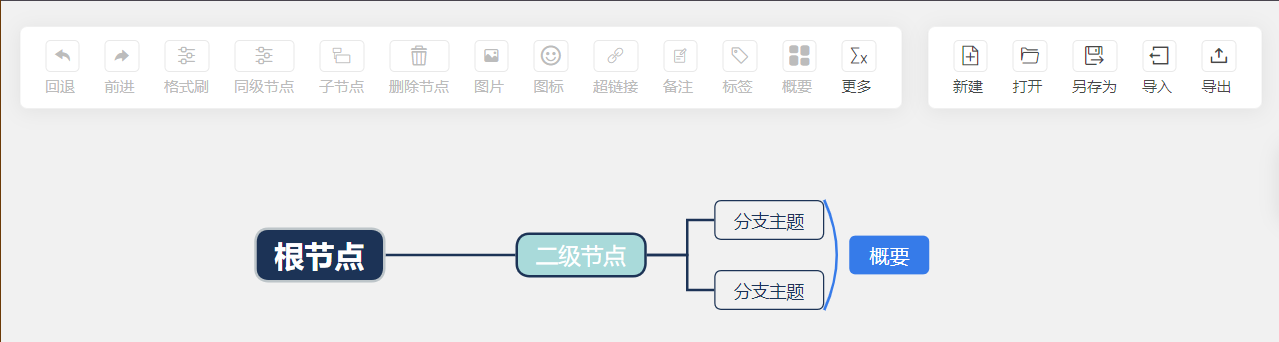 回退 前进 格式刷 同级节点 子节点 删除节点 图片 图标 超链接 备注 标签 概要 更多 新建 打开 另存为 导入 导出
分支主题
根节点 二级节点 概要
分支主题